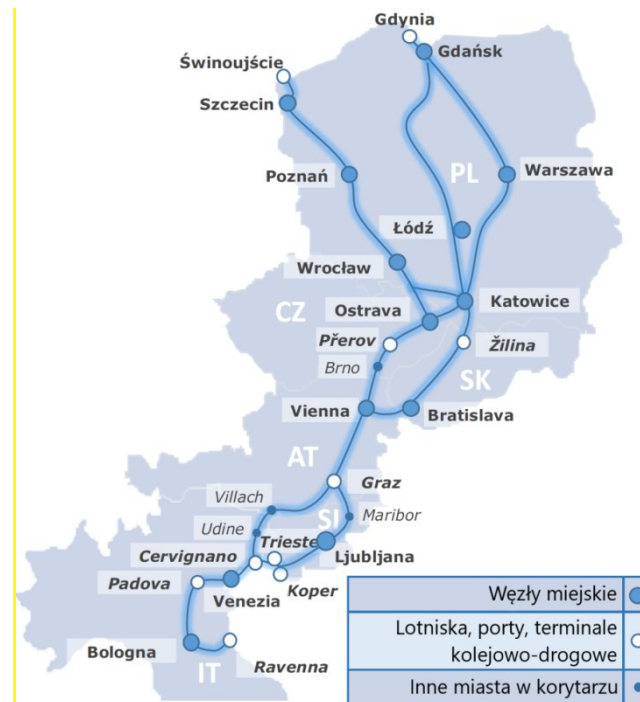 Gdynia
Gdańsk
Świnoujście
Szczecin
Poznań
PL
Warszawa
Łódź
Wrocław
CZ
Ostrava
Katowice
Přerov
Žilina
Brno
SK
Vienna
Bratislava
AT
Graz
Villach
SI
Maribor
Udine
Trieste
Cervignano
Ljubljana
Padova
Koper
Venezia
Węzły miejskie
Lotniska, porty, terminale
kolejowo-drogowe
Bologna
IT
Ravenna
Inne miasta w korytarzu